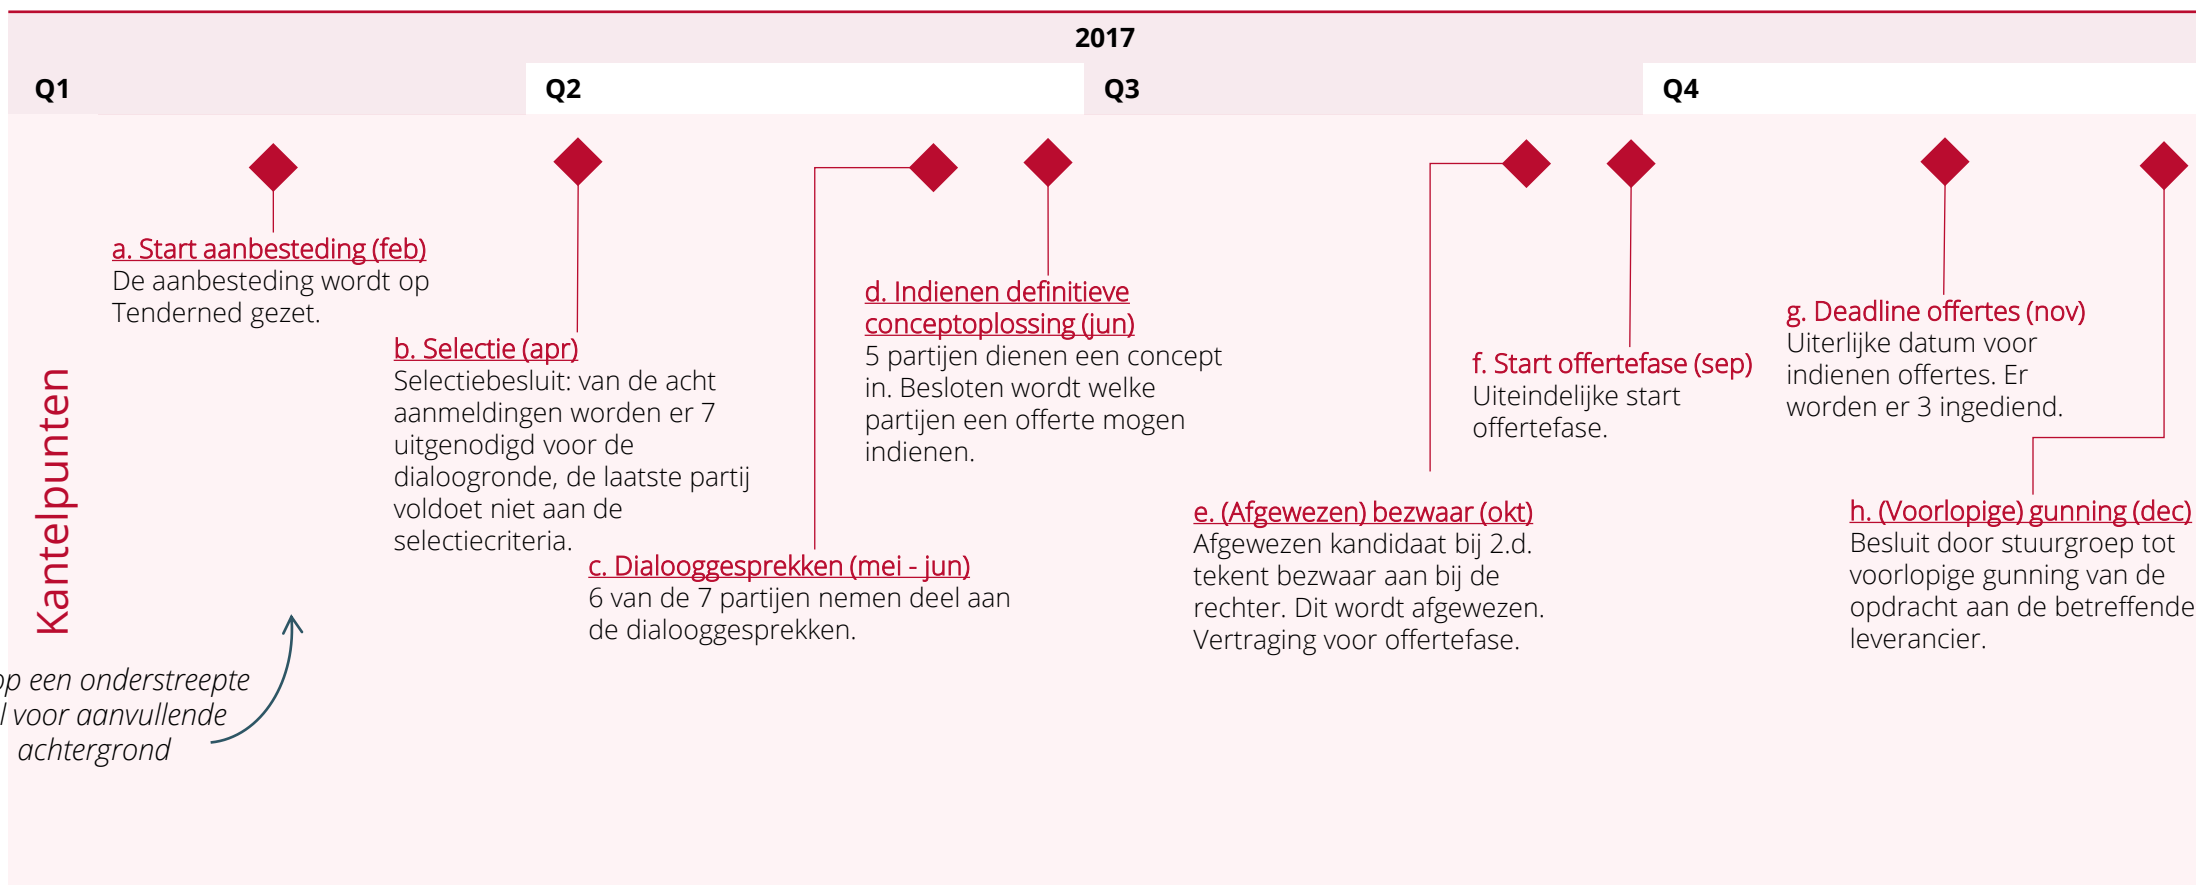 2017
Q1
Q2
Q3
Q4
Kantelpunten
a. Start aanbesteding (feb)
De aanbesteding wordt op
Tenderned gezet.
b. Selectie (apr)
Selectiebesluit: van de acht
aanmeldingen worden er 7
uitgenodigd voor de
dialoogronde, de laatste partij
voldoet niet aan de
selectiecriteria.
c. Dialooggesprekken (mei - jun)
6 van de 7 partijen nemen deel aan
de dialooggesprekken.
d. Indienen definitieve
conceptoplossing (jun)
5 partijen dienen een concept
in. Besloten wordt welke
partijen een offerte mogen
indienen.
e. (Afgewezen) bezwaar (okt)
Afgewezen kandidaat bij 2.d.
tekent bezwaar aan bij de
rechter. Dit wordt afgewezen.
Vertraging voor offertefase.
f. Start offertefase (sep)
Uiteindelijke start
offertefase.
g. Deadline offertes (nov)
Uiterlijke datum voor
indienen offertes. Er
worden er 3 ingediend.
h. (Voorlopige) gunning (dec)
Besluit door stuurgroep tot
voorlopige gunning van de
opdracht aan de betreffende
leverancier.
op een onderstreepte
voor aanvullende
achtergrond